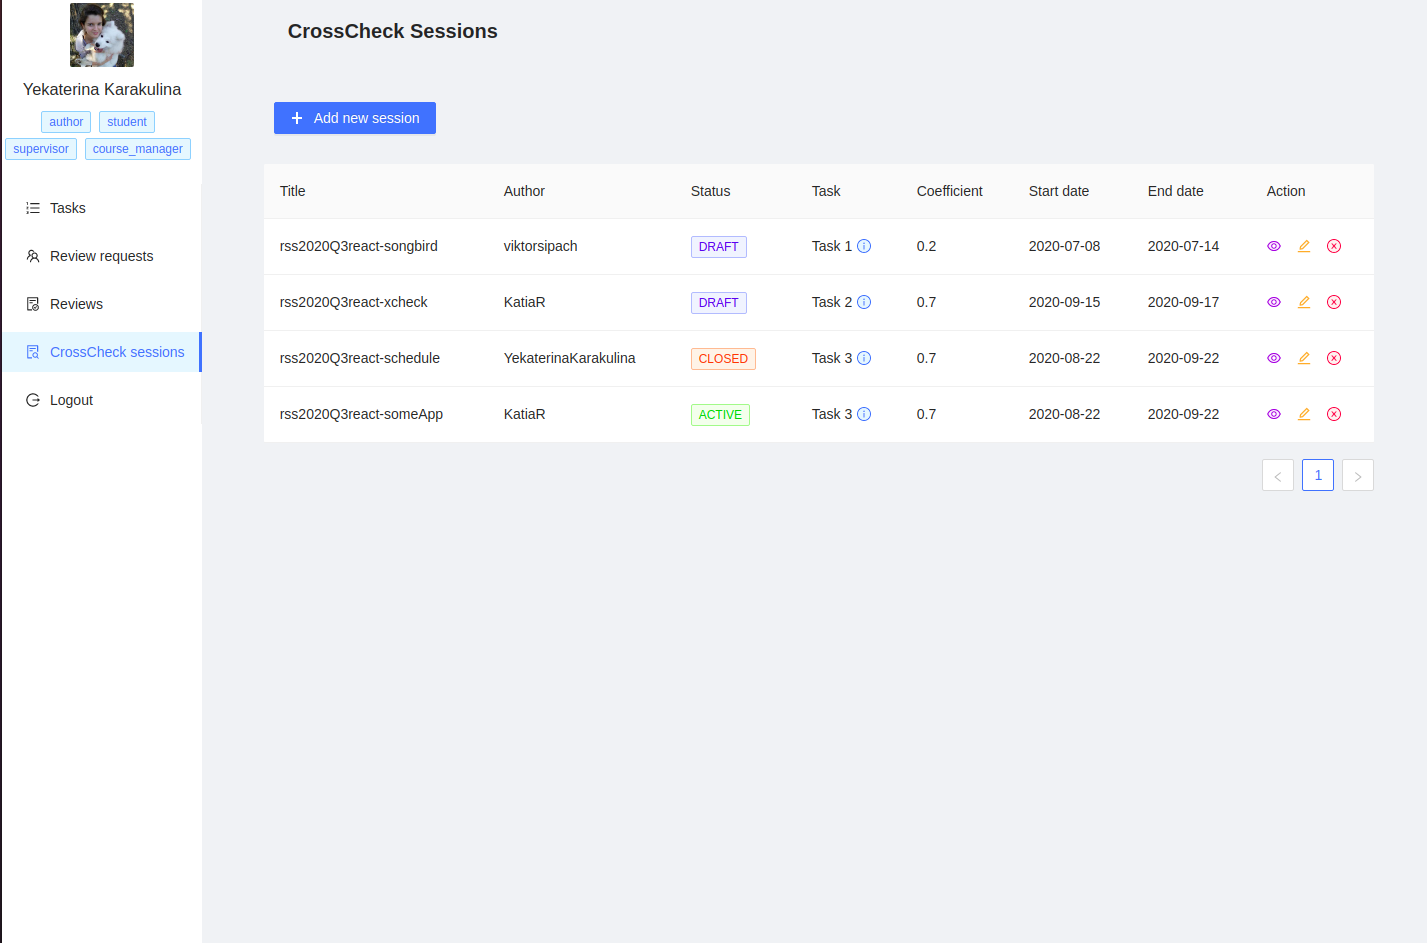 Yekaterina Karakulina
author student
supervisor course_manager
Tasks
Review requests
Reviews
CrossCheck sessions
Logout
CrossCheck Sessions
+ Add new session
Title Author Status Task Coefficient Start date End date Action
rss2020Q3react-songbird viktorsipach DRAFT Task 1 0.2 2020-07-08 2020-07-14
rss2020Q3react-xcheck KatiaR DRAFT Task 2 0.7 2020-09-15 2020-09-17
rss2020Q3react-schedule YekaterinaKarakulina CLOSED Task 3 0.7 2020-08-22 2020-09-22
rss2020Q3react-someApp KatiaR ACTIVE Task 3 0.7 2020-08-22 2020-09-22
< 1 >